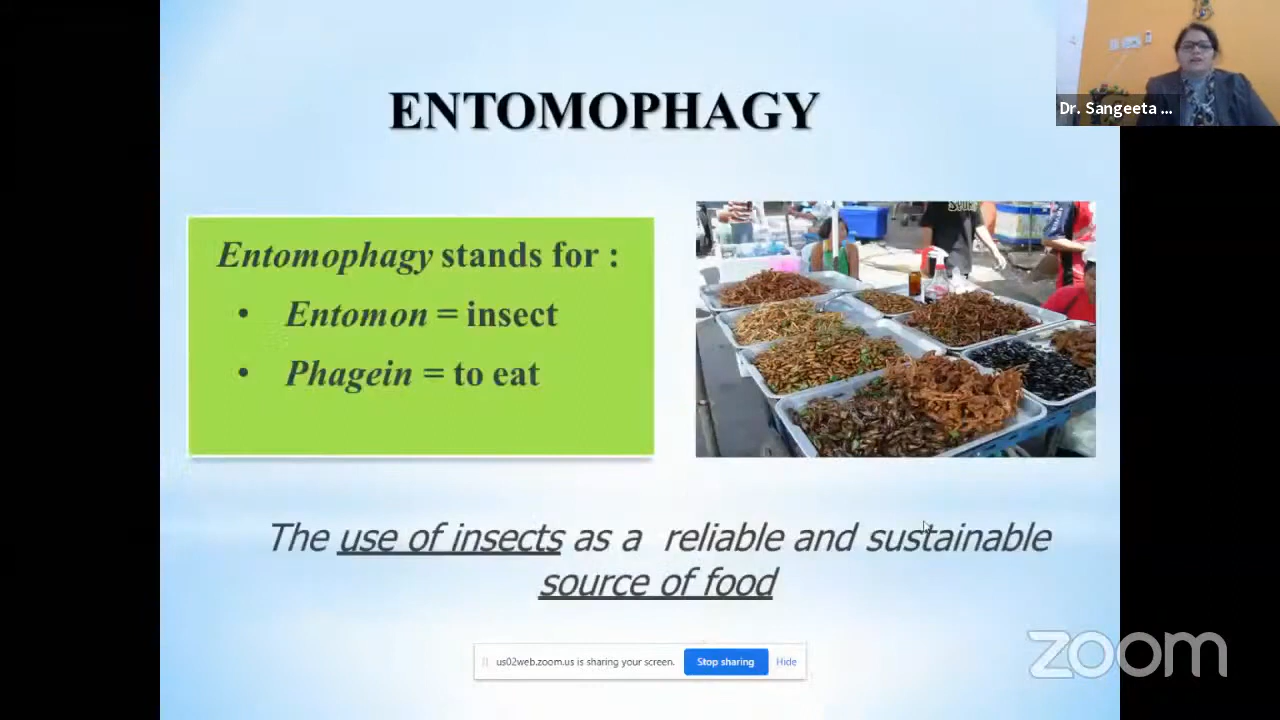 ENTOMOPHAGY
Dr. Sangeeta ...
Entomophagy stands for :
• Entomon = insect
• Phagein = to eat
The use of insects as a reliable and sustainable
source of food
us02web.zoom.us is sharing your screen.
Stop sharing
Hide
zoom